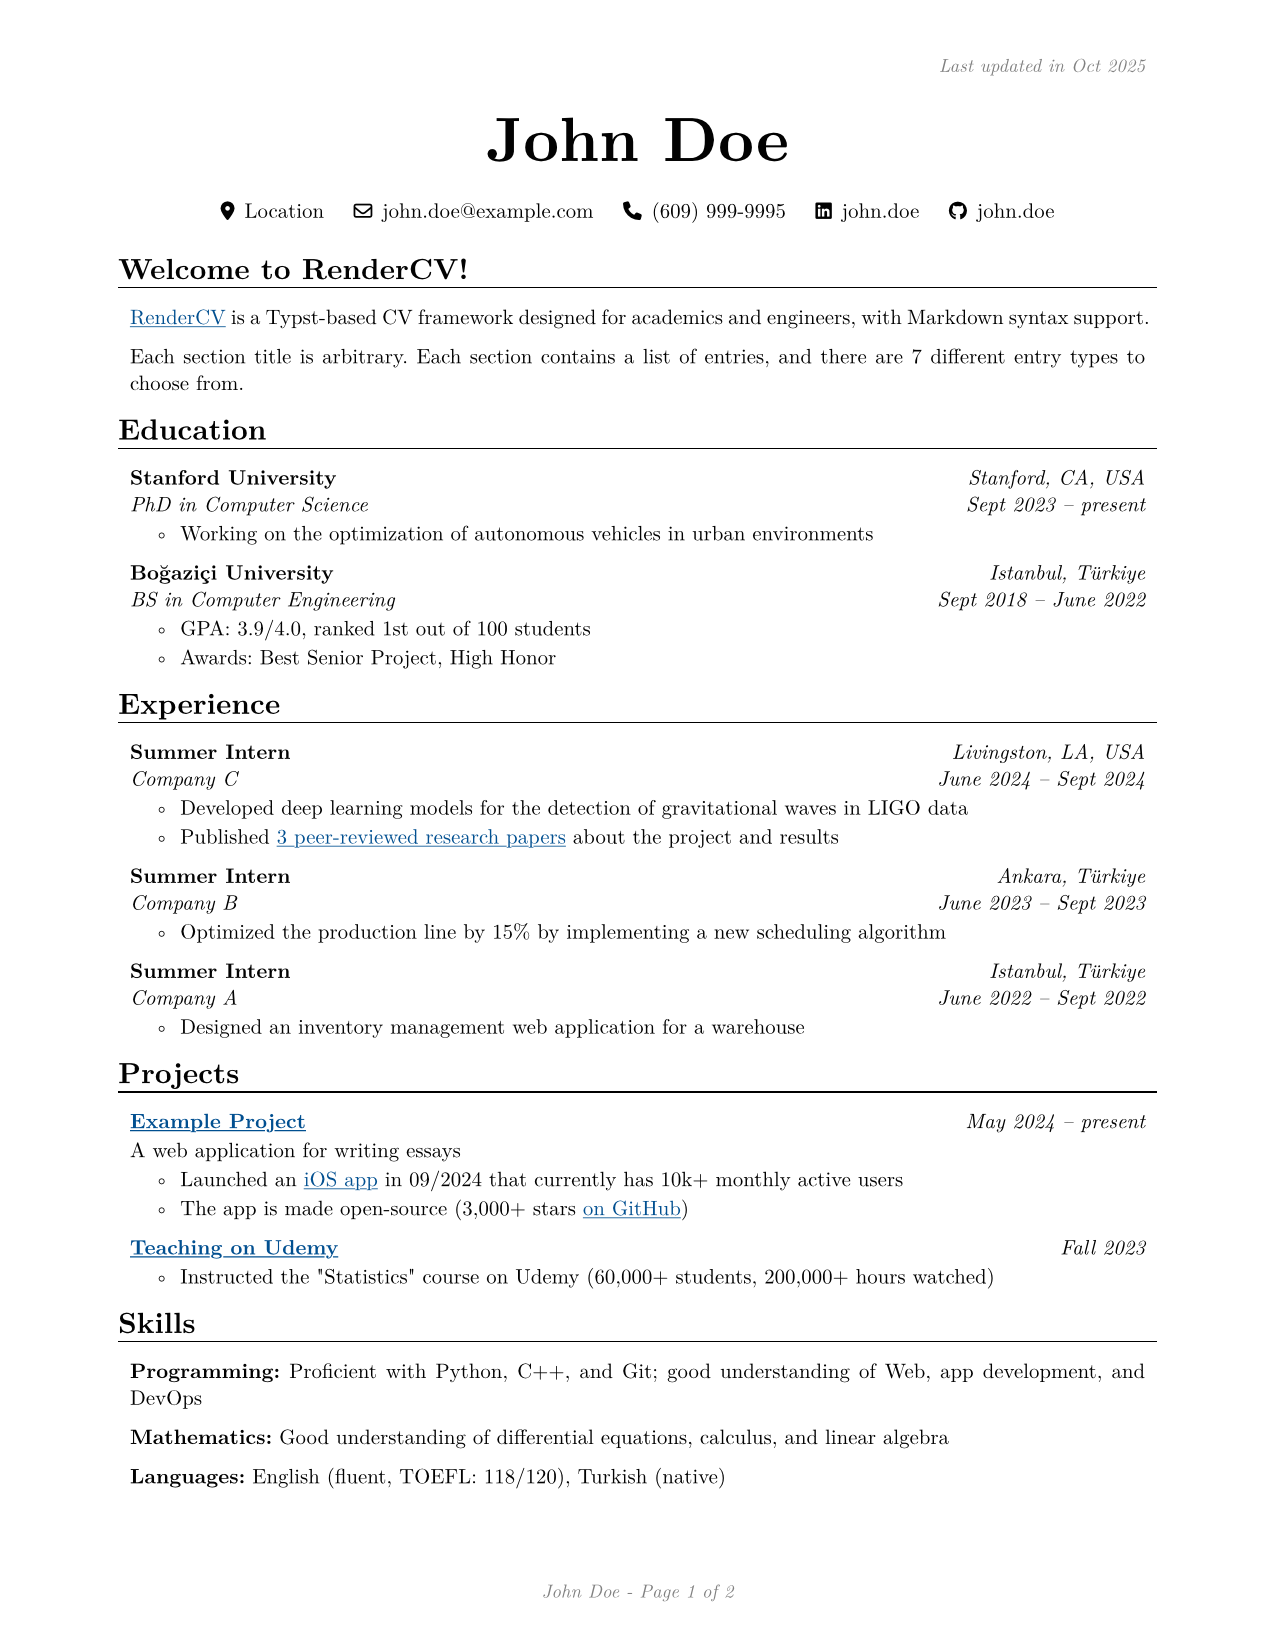 Last updated in Oct 2025
John Doe
Location john.doe@example.com (609) 999-9995 john.doe john.doe
Welcome to RenderCV!
RenderCV is a Typst-based CV framework designed for academics and engineers, with Markdown syntax support.
Each section title is arbitrary. Each section contains a list of entries, and there are 7 different entry types to
choose from.
Education
Stanford University Stanford, CA, USA
PhD in Computer Science Sept 2023 – present
◦ Working on the optimization of autonomous vehicles in urban environments
Boğaziçi University Istanbul, Türkiye
BS in Computer Engineering Sept 2018 – June 2022
◦ GPA: 3.9/4.0, ranked 1st out of 100 students
◦ Awards: Best Senior Project, High Honor
Experience
Summer Intern Livingston, LA, USA
Company C June 2024 – Sept 2024
◦ Developed deep learning models for the detection of gravitational waves in LIGO data
◦ Published 3 peer-reviewed research papers about the project and results
Summer Intern Ankara, Türkiye
Company B June 2023 – Sept 2023
◦ Optimized the production line by 15% by implementing a new scheduling algorithm
Summer Intern Istanbul, Türkiye
Company A June 2022 – Sept 2022
◦ Designed an inventory management web application for a warehouse
Projects
Example Project May 2024 – present
A web application for writing essays
◦ Launched an iOS app in 09/2024 that currently has 10k+ monthly active users
◦ The app is made open-source (3,000+ stars on GitHub)
Teaching on Udemy Fall 2023
◦ Instructed the "Statistics" course on Udemy (60,000+ students, 200,000+ hours watched)
Skills
Programming: Proficient with Python, C++, and Git; good understanding of Web, app development, and
DevOps
Mathematics: Good understanding of differential equations, calculus, and linear algebra
Languages: English (fluent, TOEFL: 118/120), Turkish (native)
John Doe - Page 1 of 2